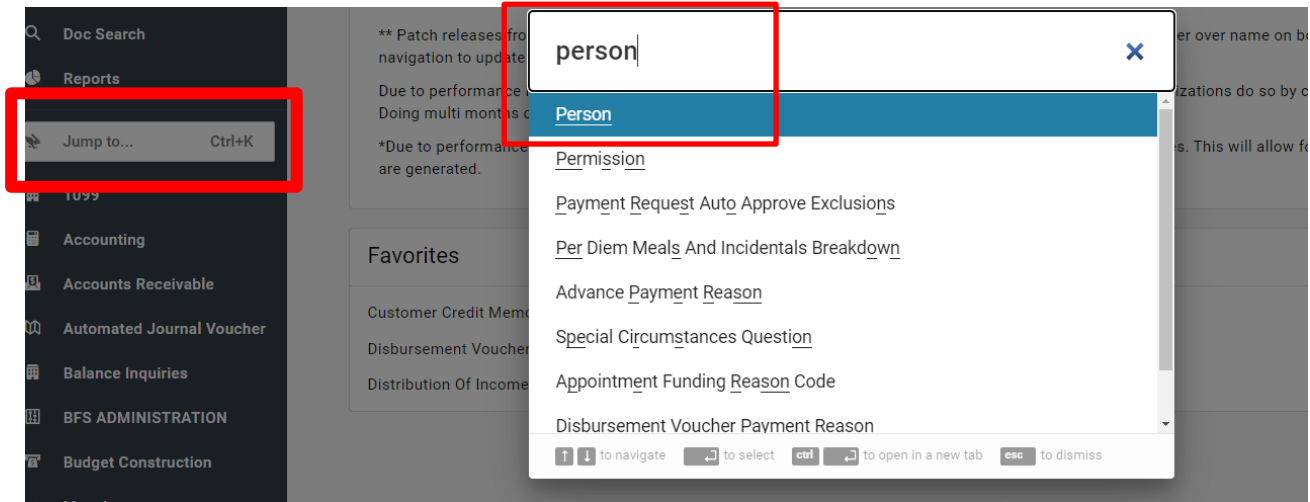 Doc Search
Reports
Jump to... Ctrl+K
1099
Accounting
Accounts Receivable
Automated Journal Voucher
Balance Inquiries
BFS ADMINISTRATION
Budget Construction
** Patch releases er over name on
navigation to update
Due to performance izations do so by
Doing multi months
*Due to performance s. This will allow
are generated.
Favorites
Customer Credit
Disbursement Voucher
Distribution Of Income
person
Person
Permission
Payment Request Auto Approve Exclusions
Per Diem Meals And Incidentals Breakdown
Advance Payment Reason
Special Circumstances Question
Appointment Funding Reason Code
Disbursement Voucher Payment Reason
↑ ↓ to navigate to select ctrl to open in a new tab esc to dismiss